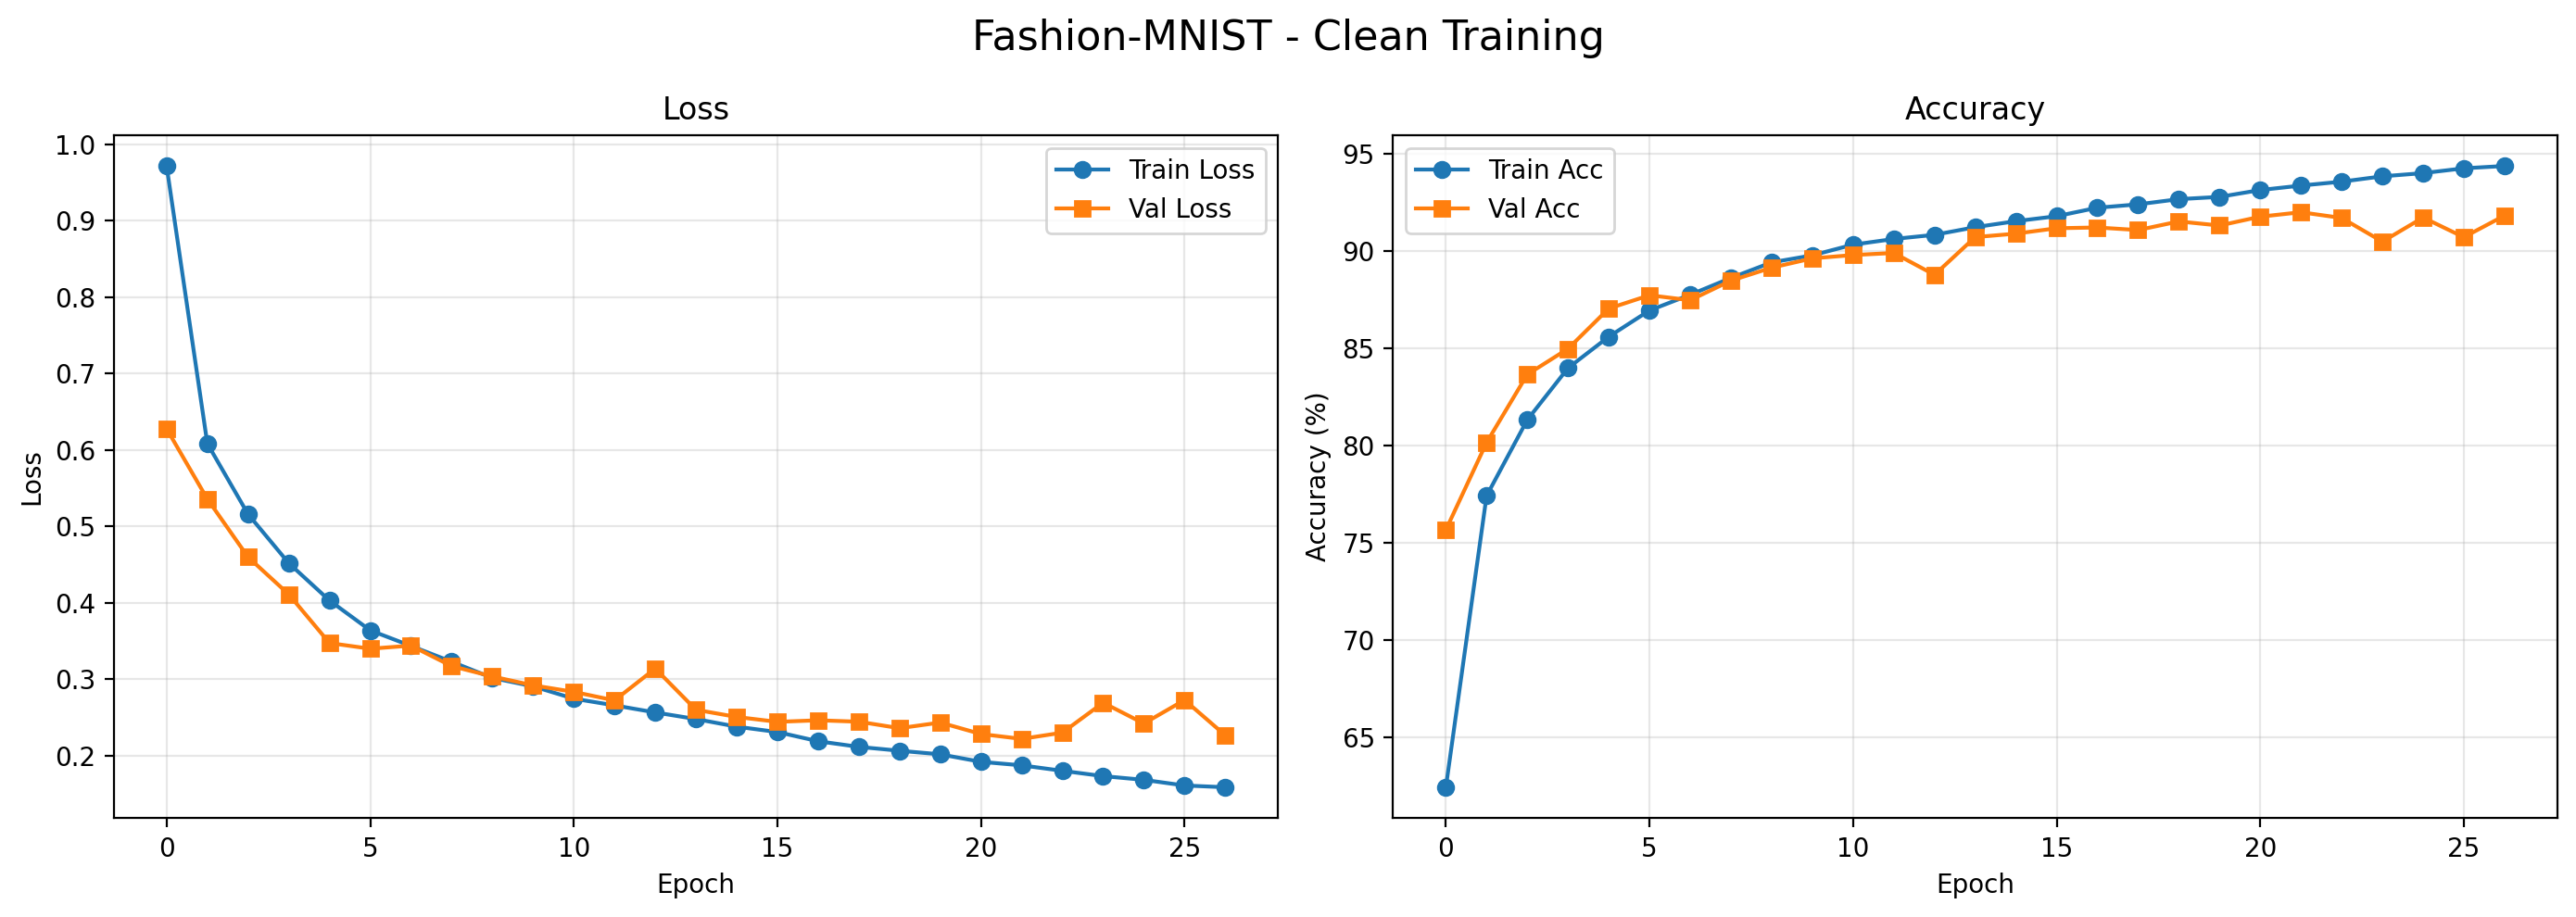 Fashion-MNIST - Clean Training
Loss
1.0
0.9
0.8
0.7
0.6
0.5
0.4
0.3
0.2
Loss
Train Loss
Val Loss
0 5 10 15 20 25
Epoch
Accuracy
95
90
85
80
75
70
65
Accuracy (%)
Train Acc
Val Acc
0 5 10 15 20 25
Epoch